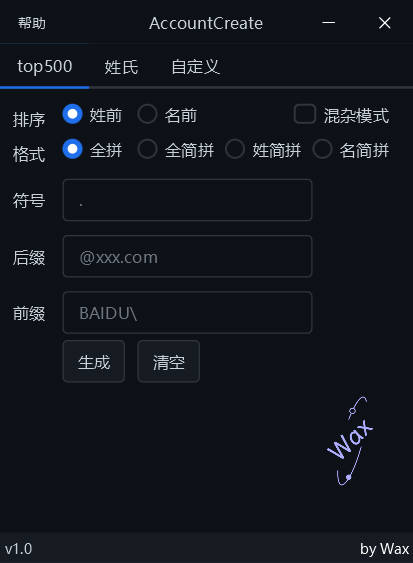 帮助 AccountCreate
top500 姓氏 自定义
排序 姓前 名前 混杂模式
格式 全拼 全简拼 姓简拼 名简拼
符号 .
后缀 @xxx.com
前缀 BAIDU\
生成 清空
Wax
v1.0 by Wax